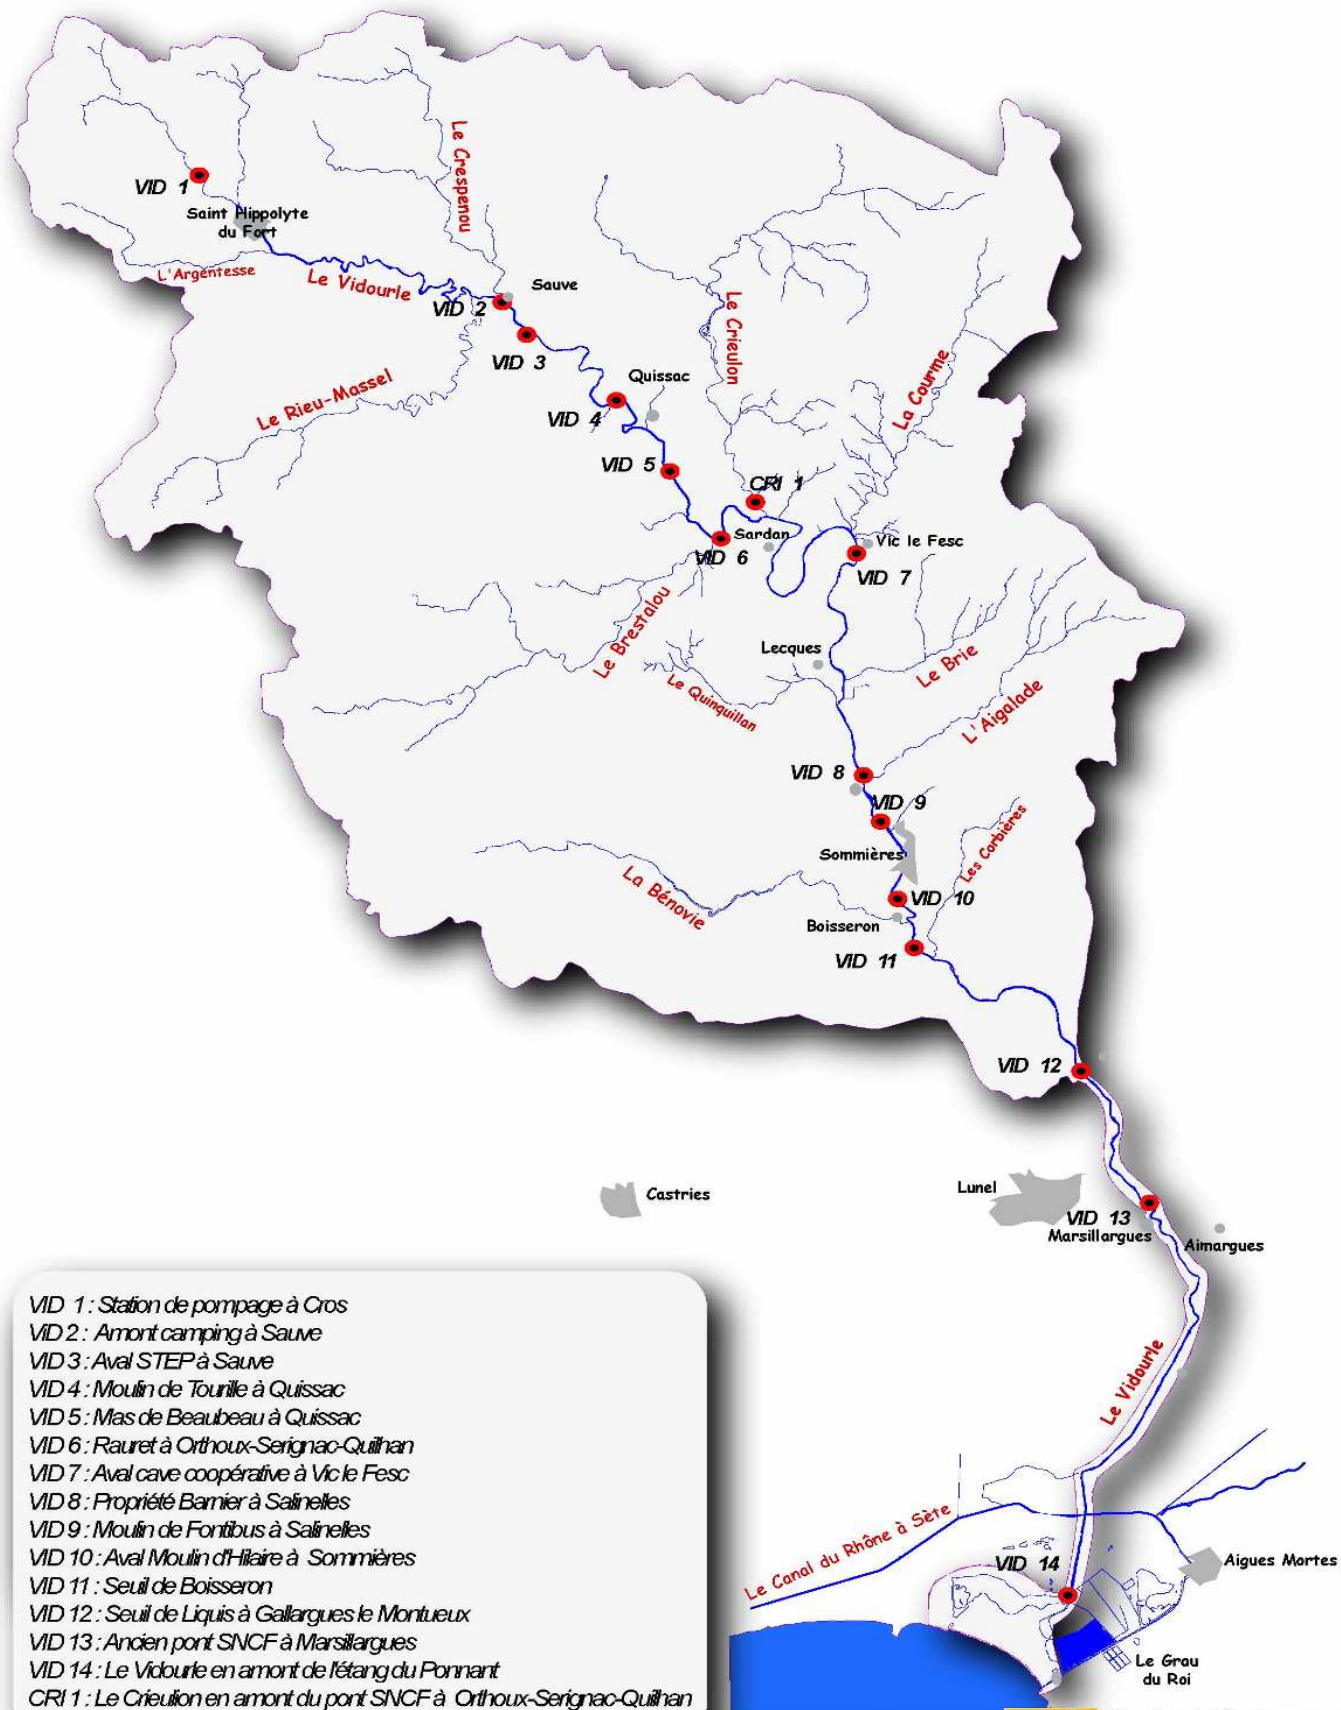 Le Crespenou
VID 1
Saint Hippolyte
du Fort
L'Argentesse
Le Vidourle
VID 2
Sauve
VID 3
Le Crieulon
La Courme
Quissac
Le Rieu-Massel
VID 4
VID 5
CRI 1
Sardan
VID 6
Vic le Fesc
VID 7
Le Brestalou
Lecques
Le Brie
Le Quinquillan
L'Aigalade
VID 8
VID 9
Les Corbières
Sommières
La Bénovie
VID 10
Boisseron
VID 11
VID 12
Castries
Lunel
VID 13
Marsillargues
Aimargues
Le Vidourle
Le Canal du Rhône à Sète
VID 14
Aigues Mortes
Le Grau
du Roi
VID 1 : Station de pompage à Cros
ViD 2 : Amont camping à Sauve
VID 3 : Aval STEP à Sauve
VID 4 : Moulin de Tourille à Quissac
VID 5 : Mas de Beaubeau à Quissac
VID 6 : Rauret à Orthoux-Serignac-Quilhan
VID 7 : Aval cave coopérative à Vic le Fesc
VID 8 : Propriété Barnier à Salinelles
VID 9 : Moulin de Fontibus à Salinelles
VID 10 : Aval Moulin d'Hilaire à Sommières
VID 11 : Seuil de Boisseron
VID 12 : Seuil de Liquis à Gallargues le Montueux
VID 13 : Ancien pont SNCF à Marsillargues
VID 14 : Le Vidourle en amont de l'étang du Ponnant
CRI 1 : Le Crieulion en amont du pont SNCF à Orthoux-Serignac-Quilhan